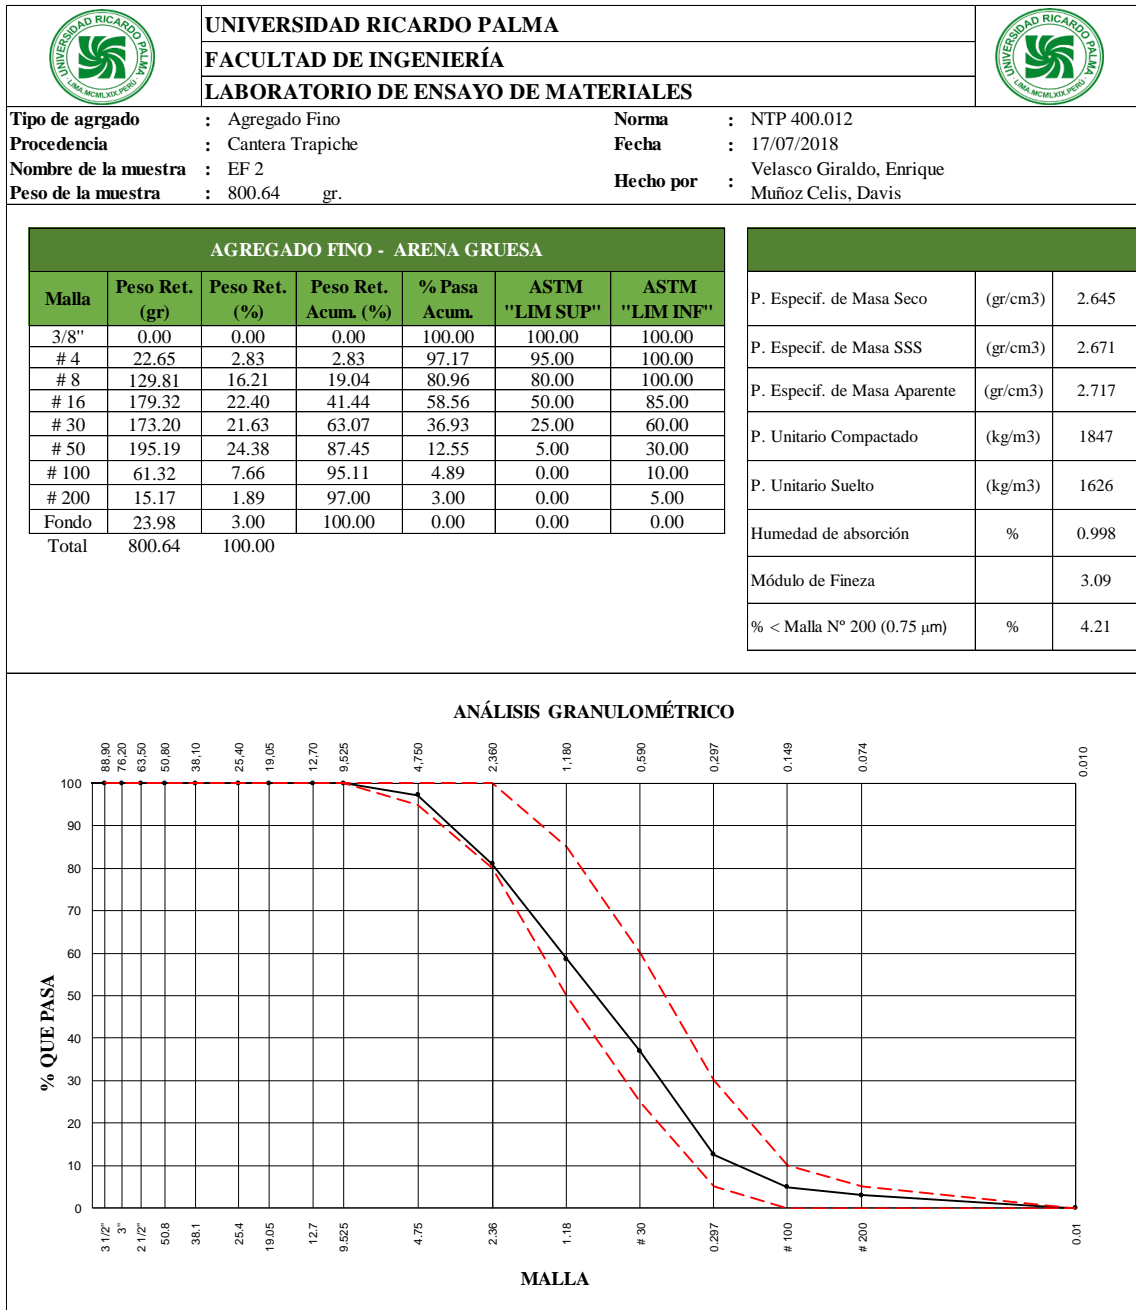 UNIVERSIDAD RICARDO PALMA
FACULTAD DE INGENIERÍA
LABORATORIO DE ENSAYO DE MATERIALES
UNIVERSIDAD RICARDO PALMA
LIMA MCMLXIX PERÚ
UNIVERSIDAD RICARDO PALMA
LIMA MCMLXIX PERÚ
Tipo de agrgado : Agregado Fino Norma : NTP 400.012
Procedencia : Cantera Trapiche Fecha : 17/07/2018
Nombre de la muestra : EF 2 Hecho por : Velasco Giraldo, Enrique
Peso de la muestra : 800.64 gr. Muñoz Celis, Davis
AGREGADO FINO - ARENA GRUESA
Malla Peso Ret. (gr) Peso Ret. (%) Peso Ret. Acum. (%) % Pasa Acum. ASTM "LIM SUP" ASTM "LIM INF"
3/8" 0.00 0.00 0.00 100.00 100.00 100.00
# 4 22.65 2.83 2.83 97.17 95.00 100.00
# 8 129.81 16.21 19.04 80.96 80.00 100.00
# 16 179.32 22.40 41.44 58.56 50.00 85.00
# 30 173.20 21.63 63.07 36.93 25.00 60.00
# 50 195.19 24.38 87.45 12.55 5.00 30.00
# 100 61.32 7.66 95.11 4.89 0.00 10.00
# 200 15.17 1.89 97.00 3.00 0.00 5.00
Fondo 23.98 3.00 100.00 0.00 0.00 0.00
Total 800.64 100.00
P. Especif. de Masa Seco (gr/cm3) 2.645
P. Especif. de Masa SSS (gr/cm3) 2.671
P. Especif. de Masa Aparente (gr/cm3) 2.717
P. Unitario Compactado (kg/m3) 1847
P. Unitario Suelto (kg/m3) 1626
Humedad de absorción % 0.998
Módulo de Fineza 3.09
% < Malla Nº 200 (0.75 µm) % 4.21
ANÁLISIS GRANULOMÉTRICO
88,90 76,20 63,50 50,80 38,10 25,40 19,05 12,70 9.525 4,750 2,360 1,180 0,590 0,297 0.149 0.074 0.010
100
90
80
70
60
50
40
30
20
10
0
% QUE PASA
3 1/2" 3" 2 1/2" 50.8 38.1 25.4 19.05 12.7 9.525 4.75 2.36 1.18 # 30 0.297 # 100 # 200 0.01
MALLA